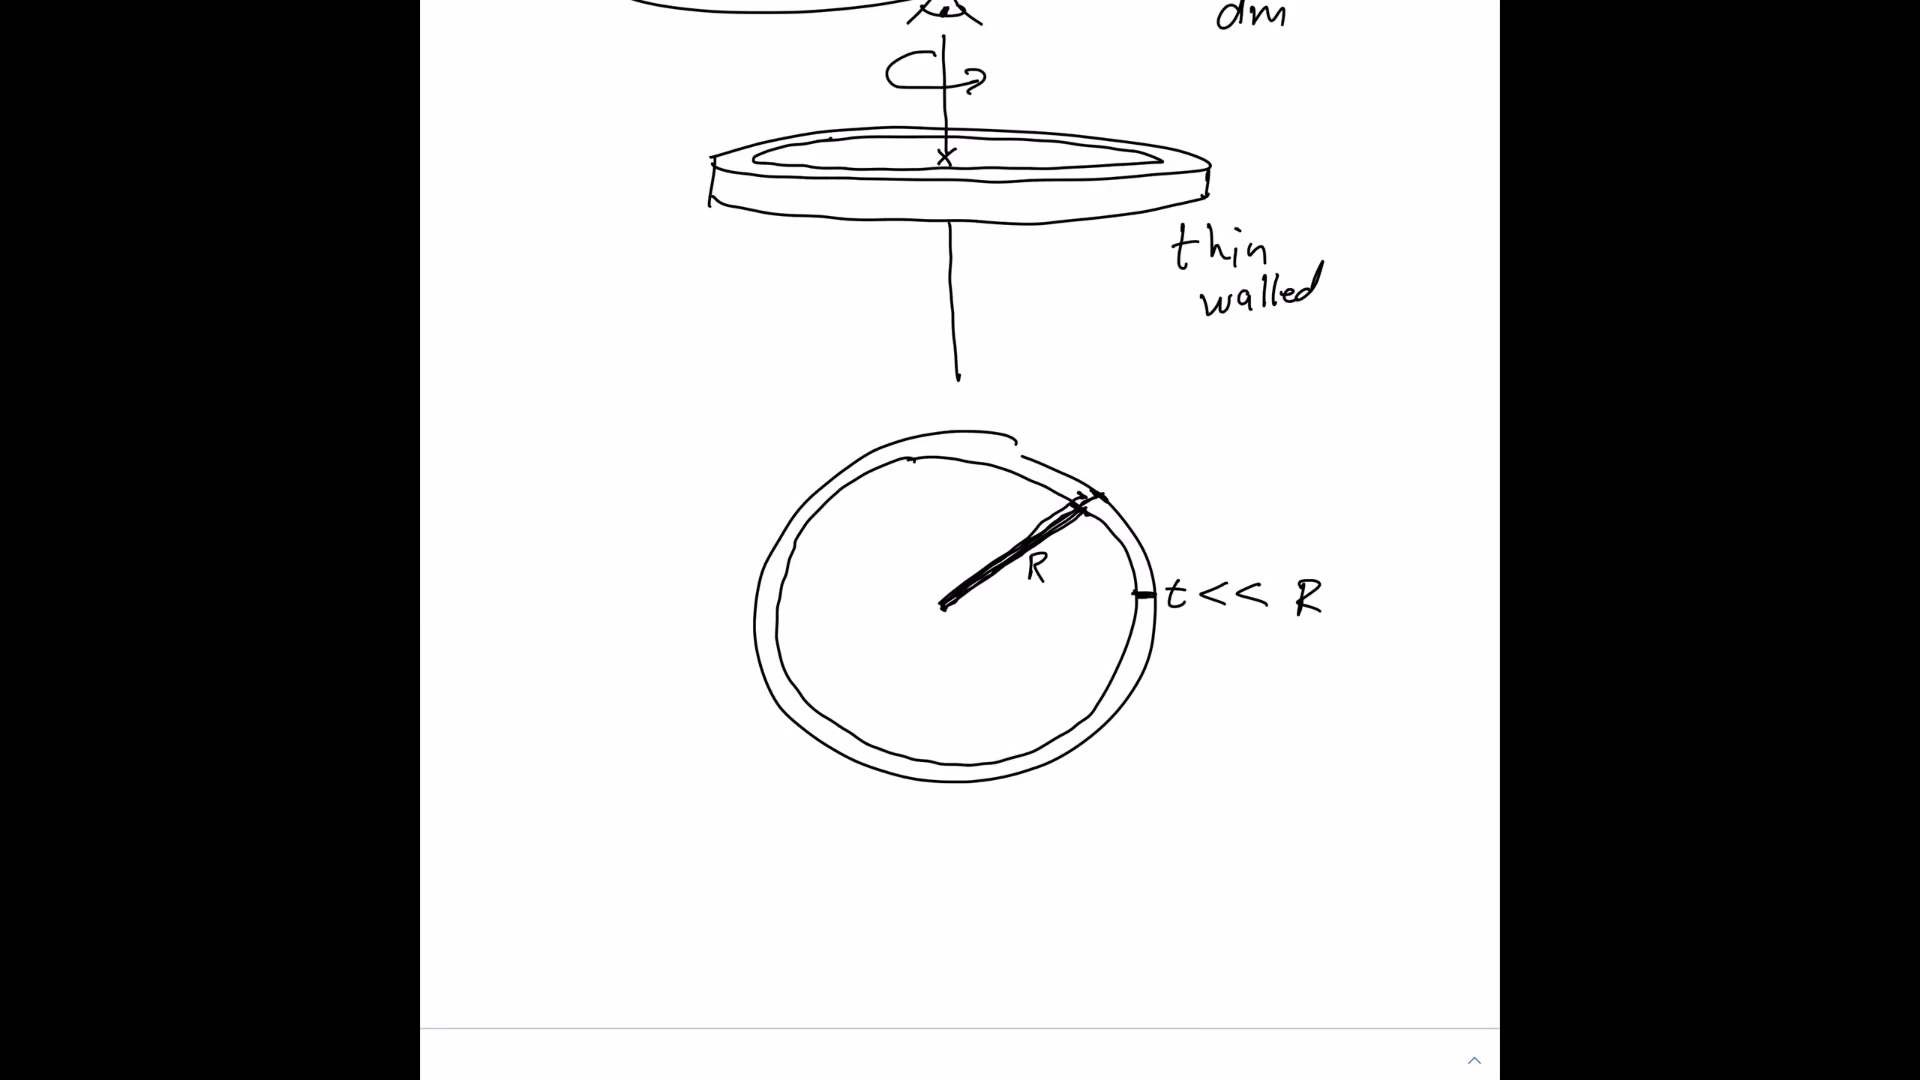 dm
thin
walled
R
t << R